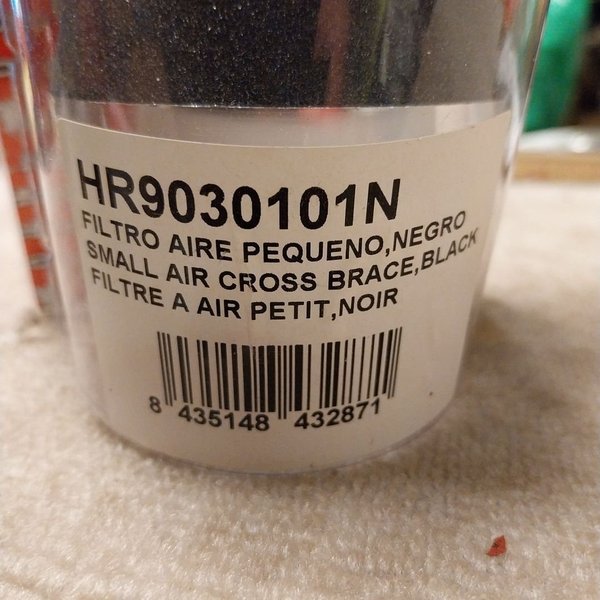 HR9030101N
FILTRO AIRE PEQUENO,NEGRO
SMALL AIR CROSS BRACE,BLACK
FILTRE A AIR PETIT,NOIR
8 435148 432871